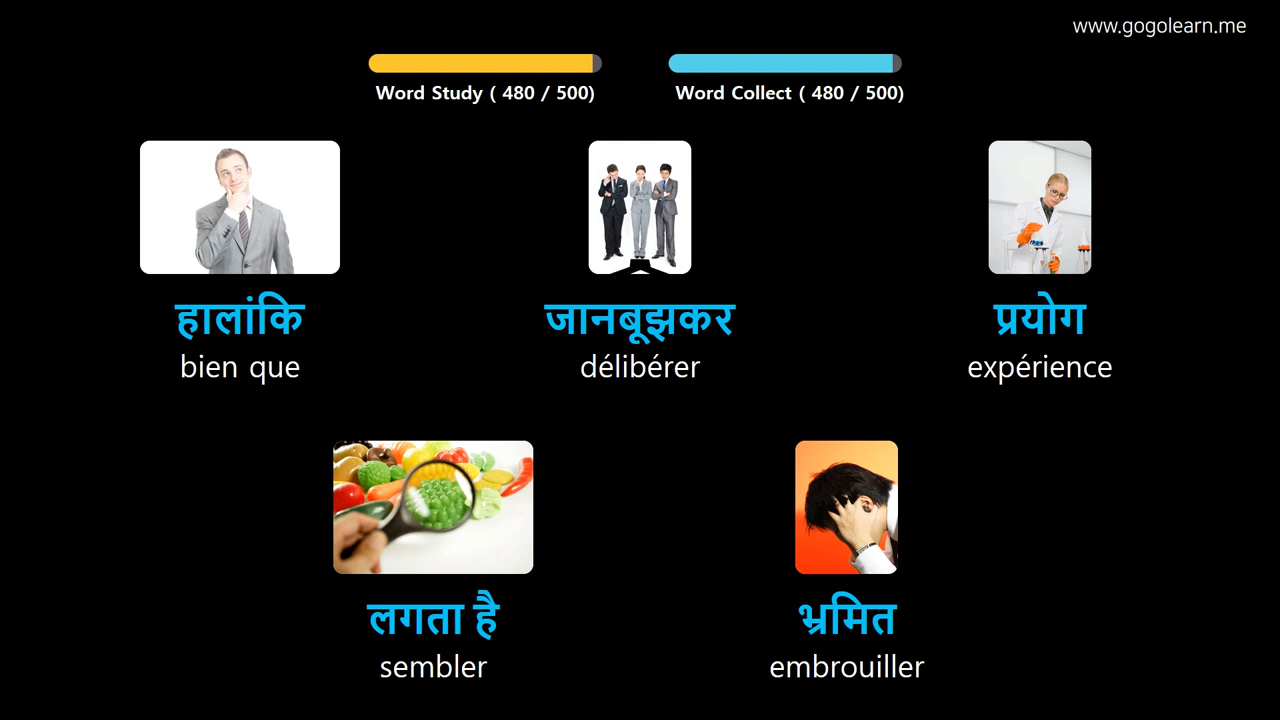 www.gogolearn.me
Word Study ( 480 / 500)
Word Collect ( 480 / 500)
हालांकि
bien que
जानबूझकर
délibérer
प्रयोग
expérience
लगता है
sembler
भ्रमित
embrouiller